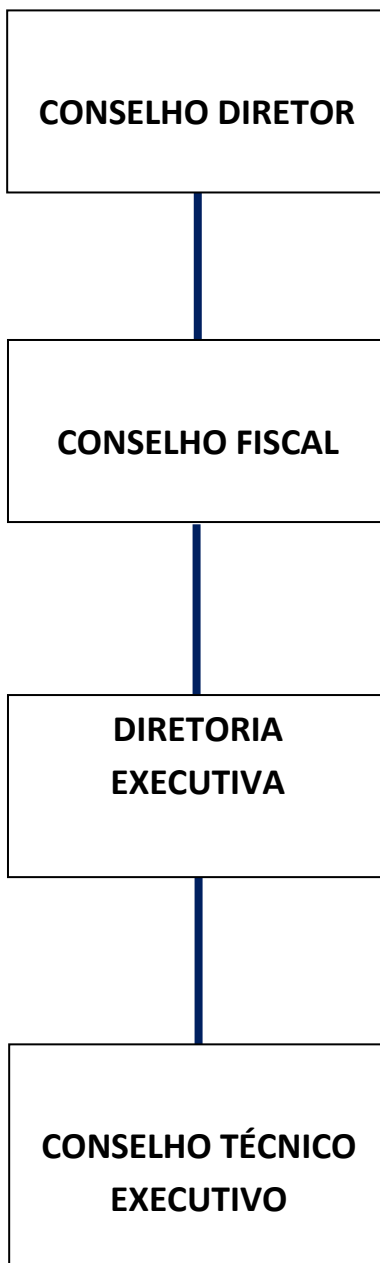 CONSELHO DIRETOR
CONSELHO FISCAL
DIRETORIA
EXECUTIVA
CONSELHO TÉCNICO
EXECUTIVO